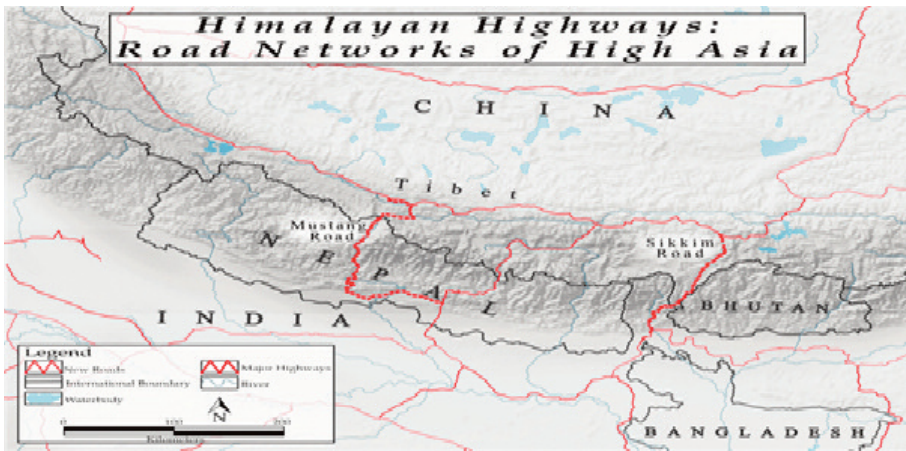 Himalayan Highways:
Road Networks of High Asia
CHINA
Tibet
Mustang
Road
NEPAL
Sikkim
Road
BHUTAN
INDIA
Legend
New Roads
Major Highways
International Boundary
River
Waterbody
N
0 100 200
Kilometers
BANGLADESH